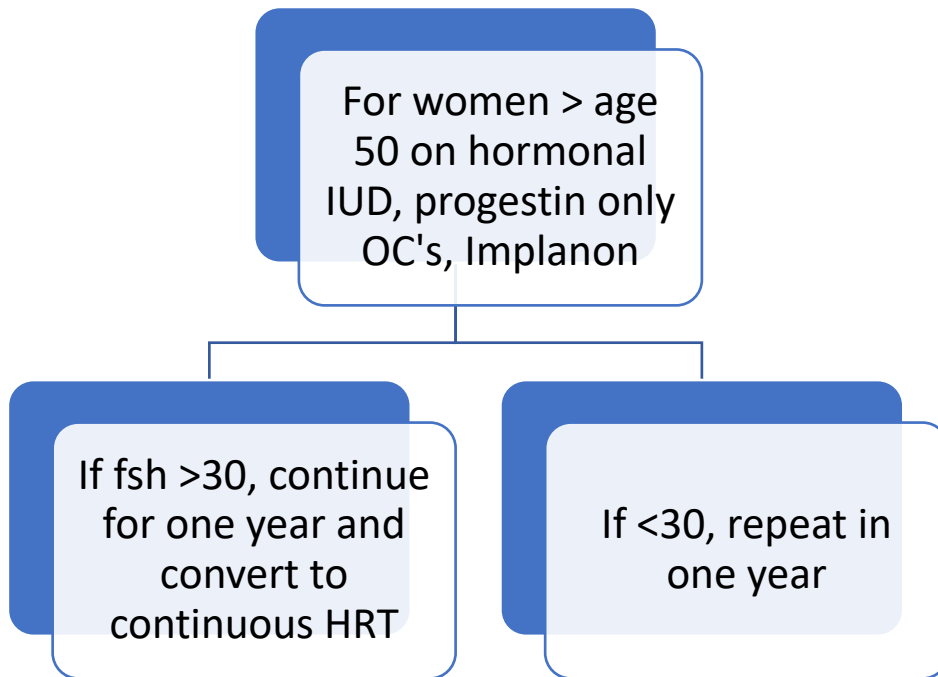 For women > age
50 on hormonal
IUD, progestin only
OC's, Implanon
If fsh >30, continue
for one year and
convert to
continuous HRT
If <30, repeat in
one year